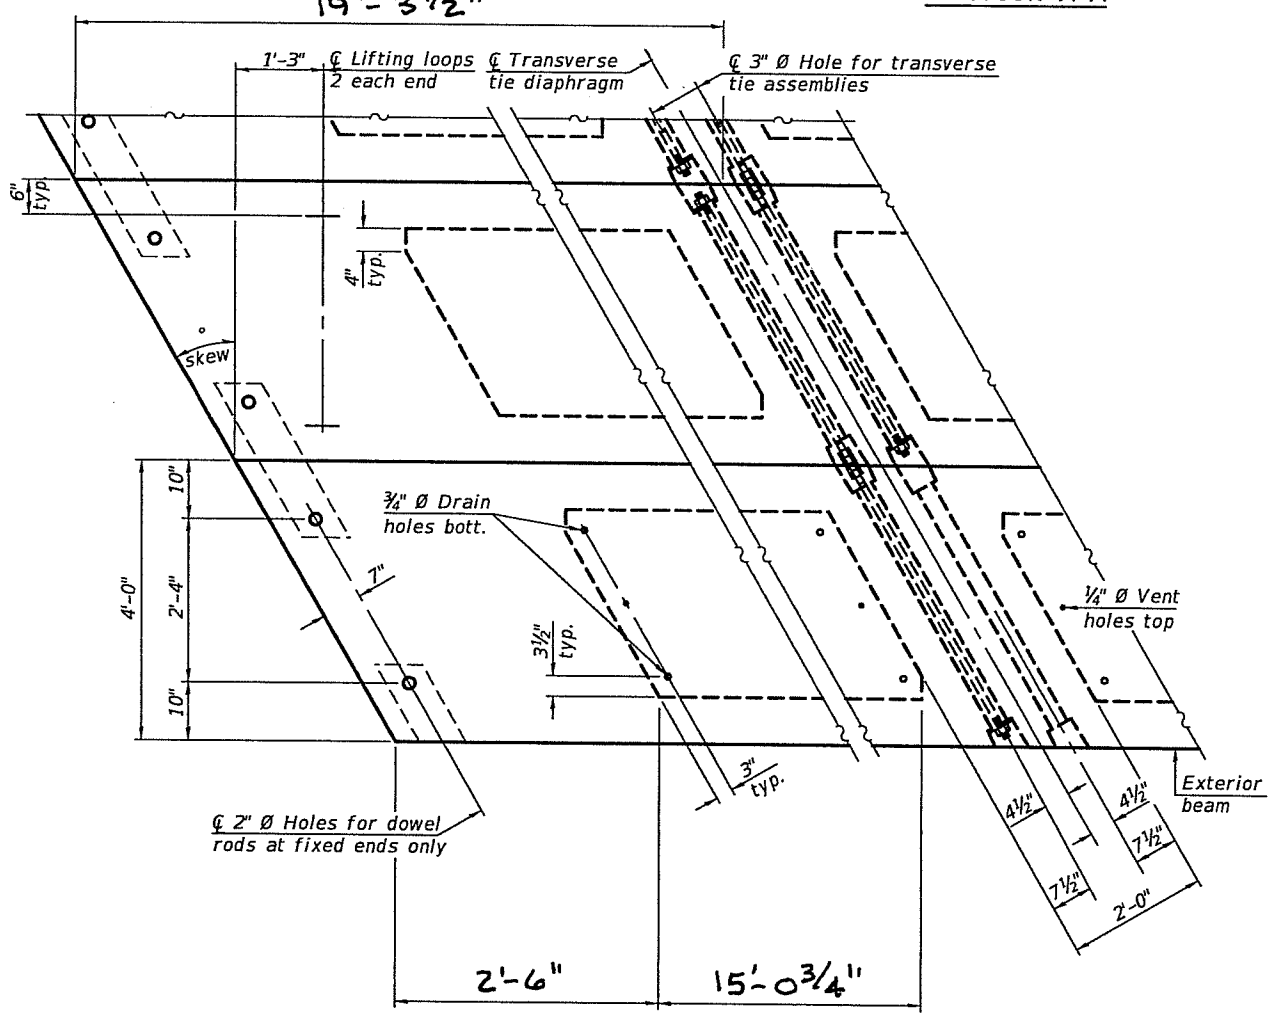 19'-3½"
1'-3"
℄ Lifting loops
2 each end
℄ Transverse
tie diaphragm
℄ 3" Ø Hole for transverse
tie assemblies
6"
typ.
4"
typ.
skew
°
10"
2'-4"
10"
4'-0"
¾" Ø Drain
holes bott.
7"
3½"
typ.
¼" Ø Vent
holes top
3"
typ.
Exterior
beam
4½"
4½"
7½"
7½"
2'-0"
℄ 2" Ø Holes for dowel
rods at fixed ends only
2'-6"
15'-0¾"